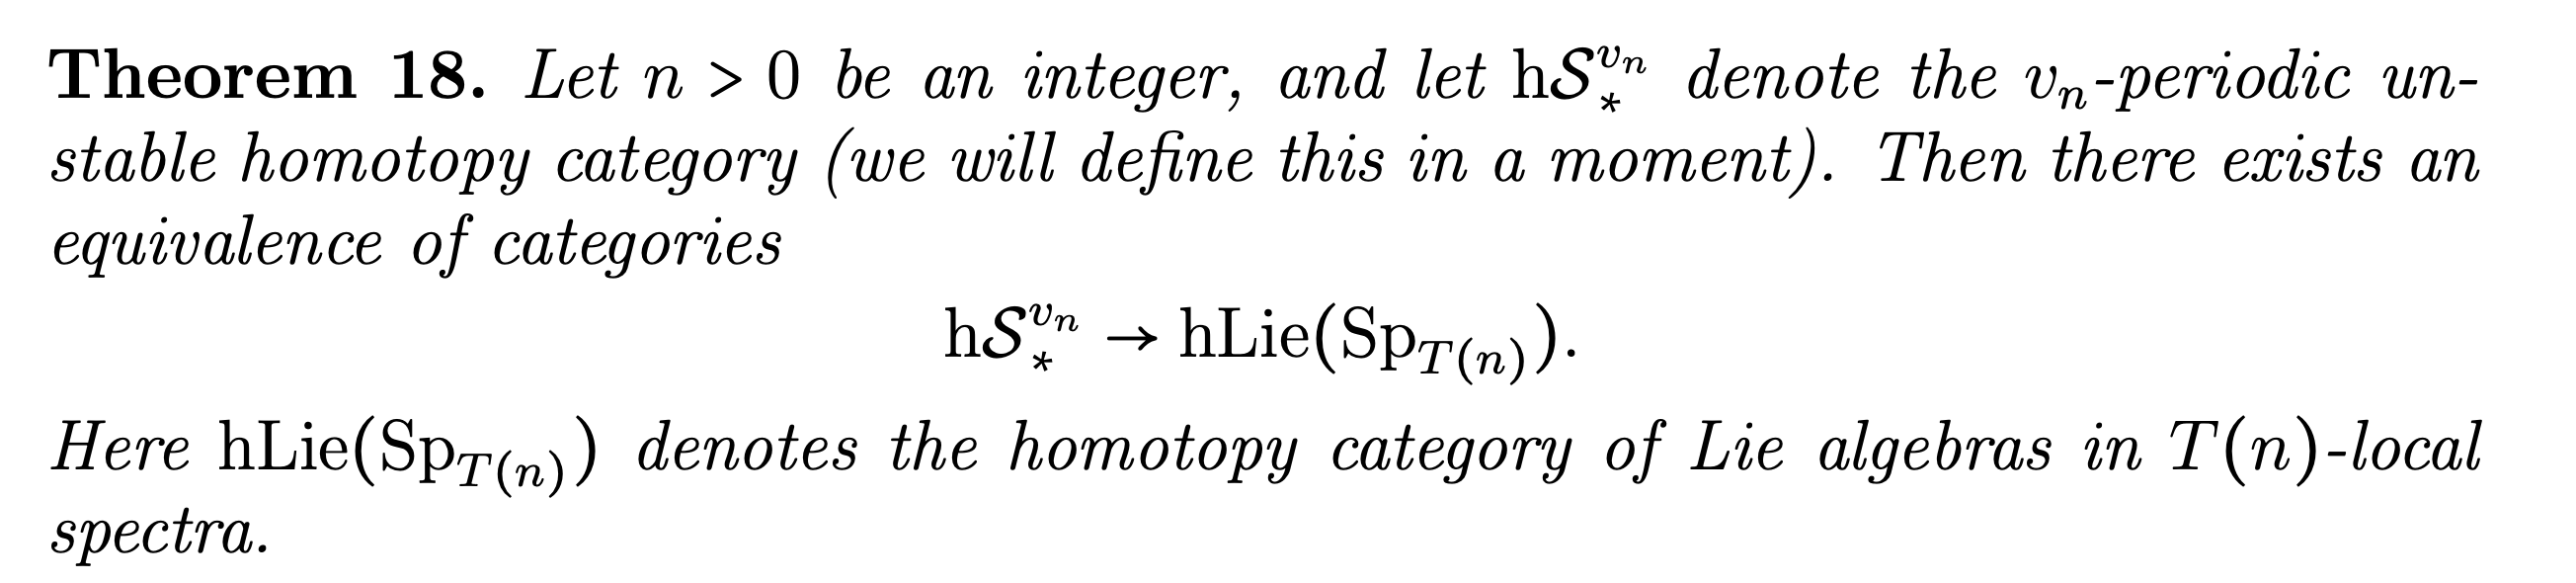 Theorem 18. Let n > 0 be an integer, and let h𝒮_*^{v_n} denote the v_n-periodic un-
stable homotopy category (we will define this in a moment). Then there exists an
equivalence of categories
h𝒮_*^{v_n} → hLie(Sp_{T(n)}).
Here hLie(Sp_{T(n)}) denotes the homotopy category of Lie algebras in T(n)-local
spectra.